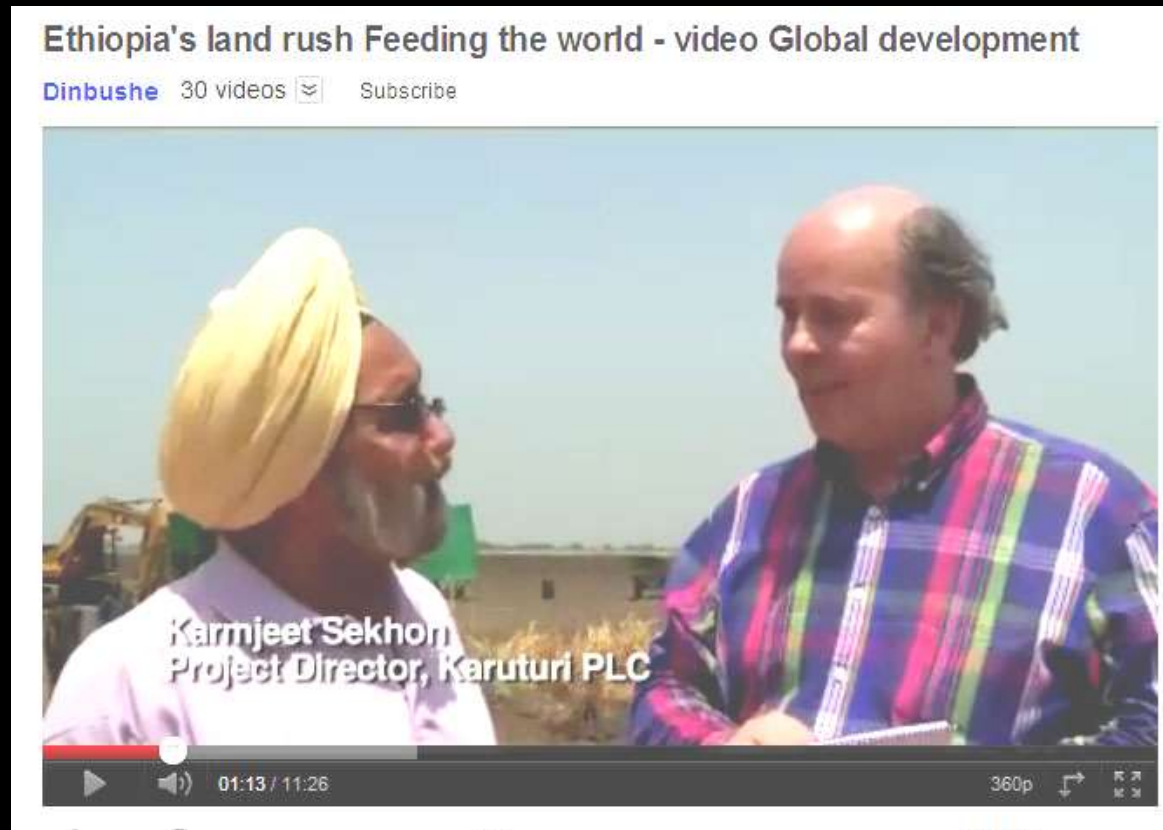 Ethiopia's land rush Feeding the world - video Global development
Dinbushe 30 videos Subscribe
Karmjeet Sekhon
Project Director, Karuturi PLC
01:13 / 11:26 360p